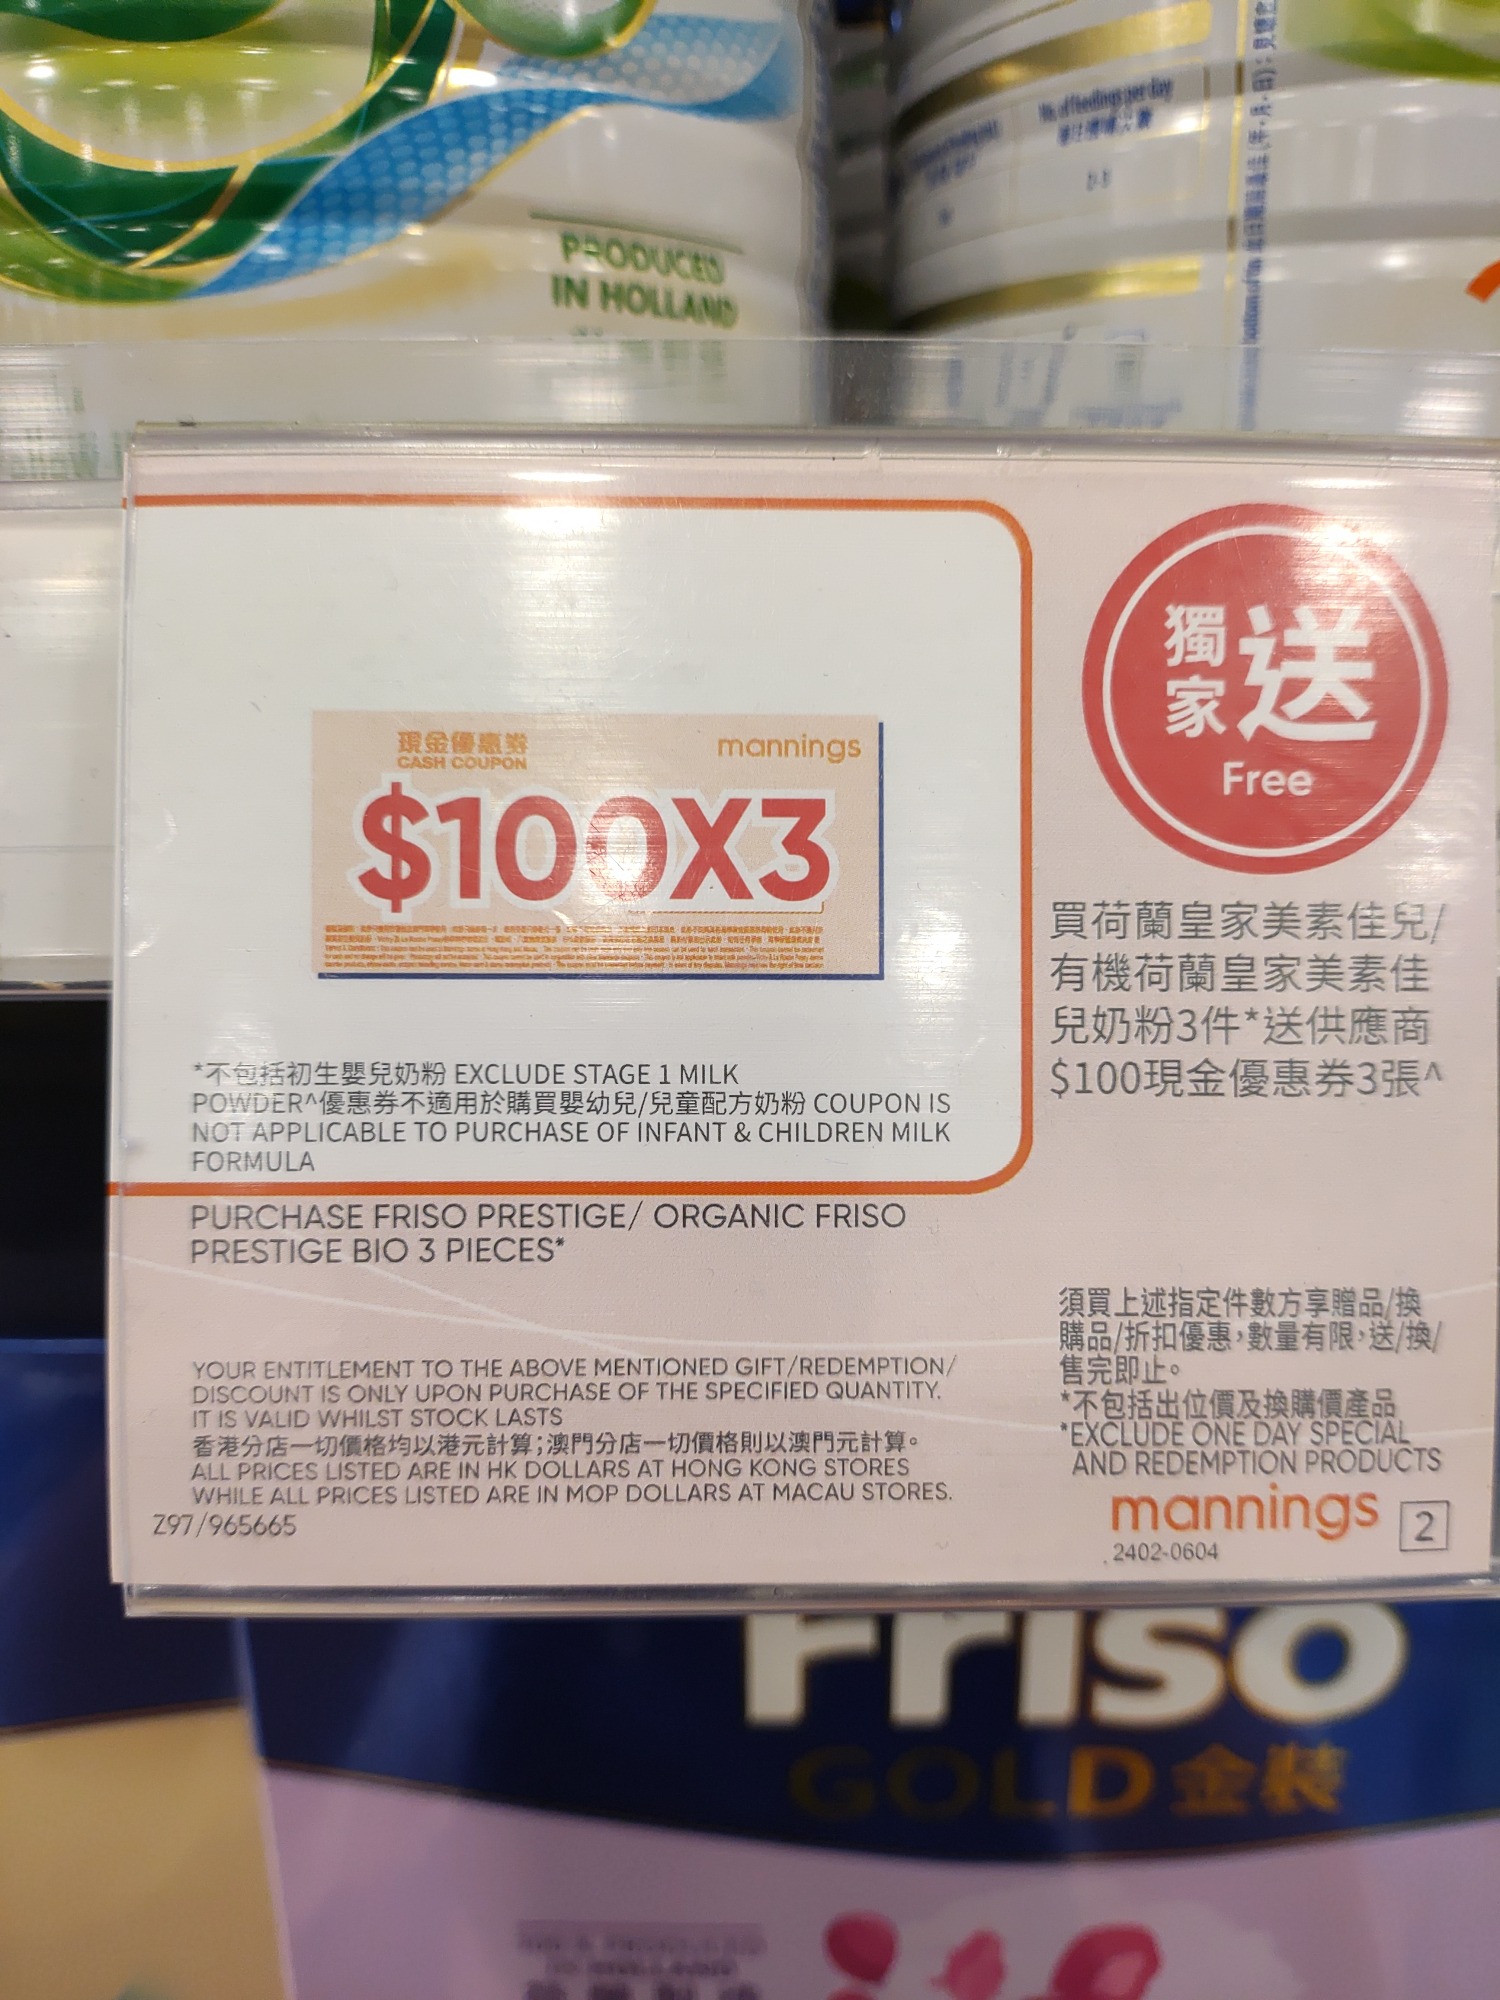 No. of feedings per day
PRODUCED
IN HOLLAND
獨家 送
Free
現金優惠券
CASH COUPON
mannings
$100X3
買荷蘭皇家美素佳兒/
有機荷蘭皇家美素佳
兒奶粉3件*送供應商
$100現金優惠券3張^
*不包括初生嬰兒奶粉 EXCLUDE STAGE 1 MILK
POWDER^優惠券不適用於購買嬰幼兒/兒童配方奶粉 COUPON IS
NOT APPLICABLE TO PURCHASE OF INFANT & CHILDREN MILK
FORMULA
PURCHASE FRISO PRESTIGE/ ORGANIC FRISO
PRESTIGE BIO 3 PIECES*
YOUR ENTITLEMENT TO THE ABOVE MENTIONED GIFT/REDEMPTION/
DISCOUNT IS ONLY UPON PURCHASE OF THE SPECIFIED QUANTITY.
IT IS VALID WHILST STOCK LASTS
香港分店一切價格均以港元計算;澳門分店一切價格則以澳門元計算。
ALL PRICES LISTED ARE IN HK DOLLARS AT HONG KONG STORES
WHILE ALL PRICES LISTED ARE IN MOP DOLLARS AT MACAU STORES.
Z97/965665
須買上述指定件數方享贈品/換
購品/折扣優惠,數量有限,送/換/
售完即止。
*不包括出位價及換購價產品
*EXCLUDE ONE DAY SPECIAL
AND REDEMPTION PRODUCTS
mannings 2
2402-0604
Friso
GOLD 金裝